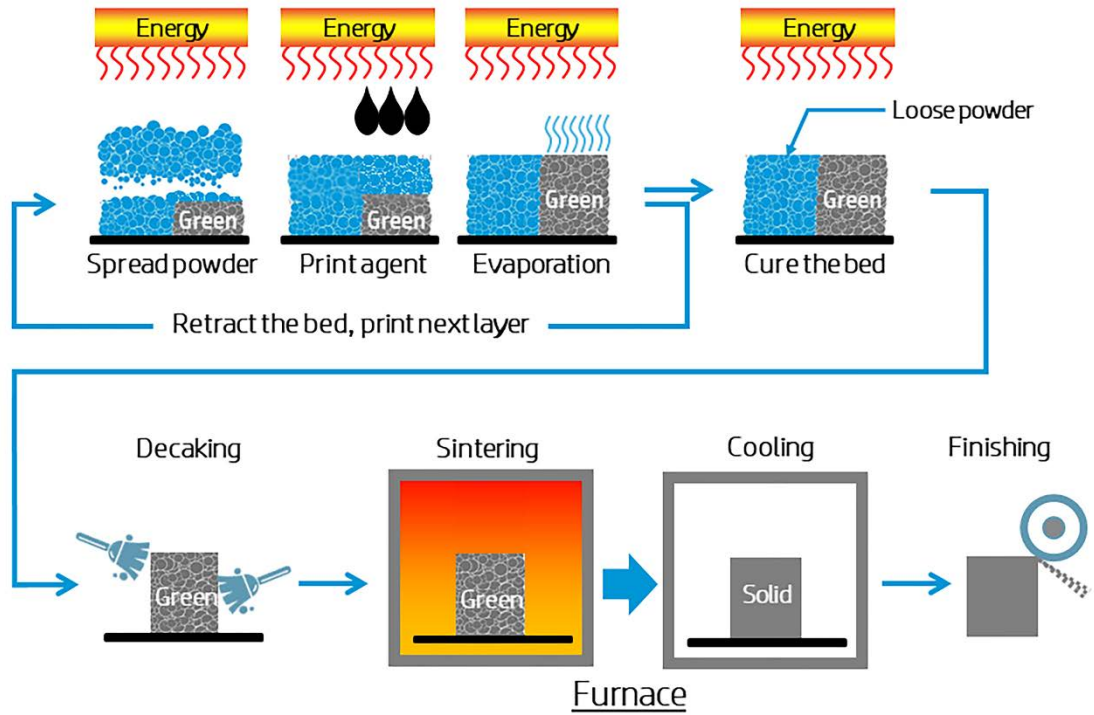 Energy
Energy
Energy
Energy
Loose powder
Green
Green
Green
Green
Spread powder
Print agent
Evaporation
Cure the bed
Retract the bed, print next layer
Decaking
Sintering
Cooling
Finishing
Green
Green
Solid
Furnace